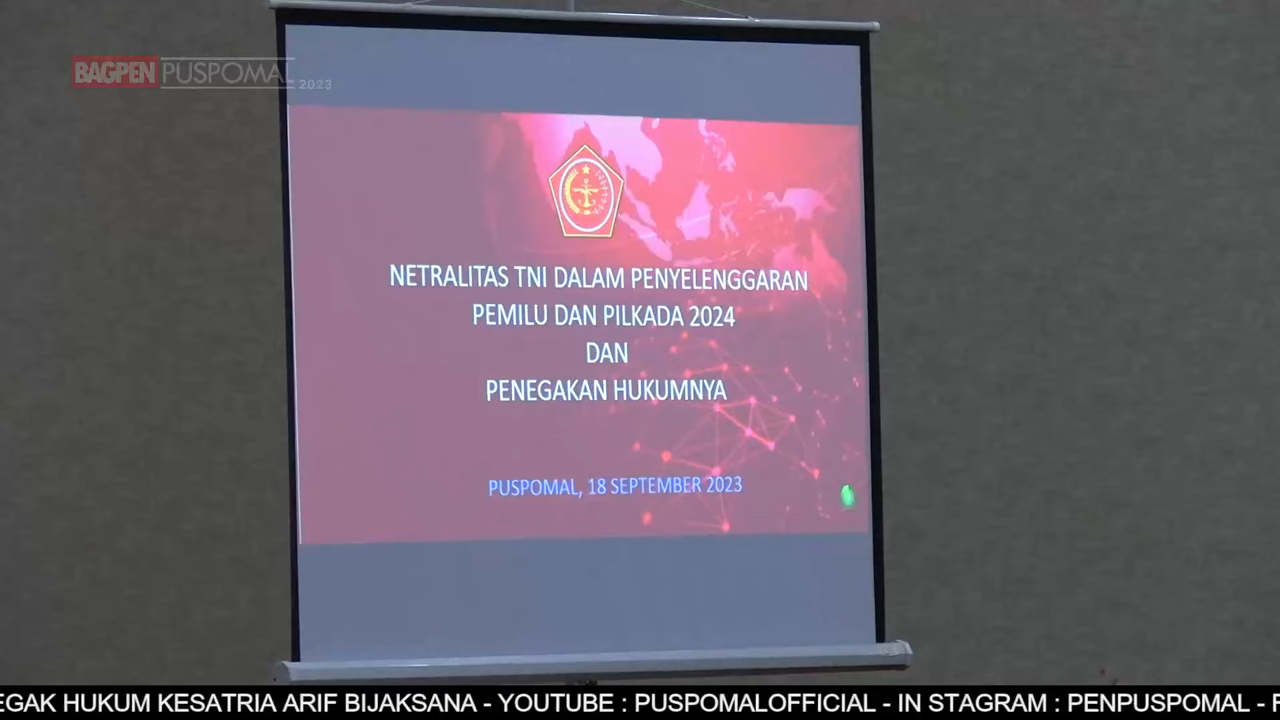 BAGPEN PUSPOMAL 2023
NETRALITAS TNI DALAM PENYELENGGARAN
PEMILU DAN PILKADA 2024
DAN
PENEGAKAN HUKUMNYA
PUSPOMAL, 18 SEPTEMBER 2023
EGAK HUKUM KESATRIA ARIF BIJAKSANA - YOUTUBE : PUSPOMALOFFICIAL - IN STAGRAM : PENPUSPOMAL -